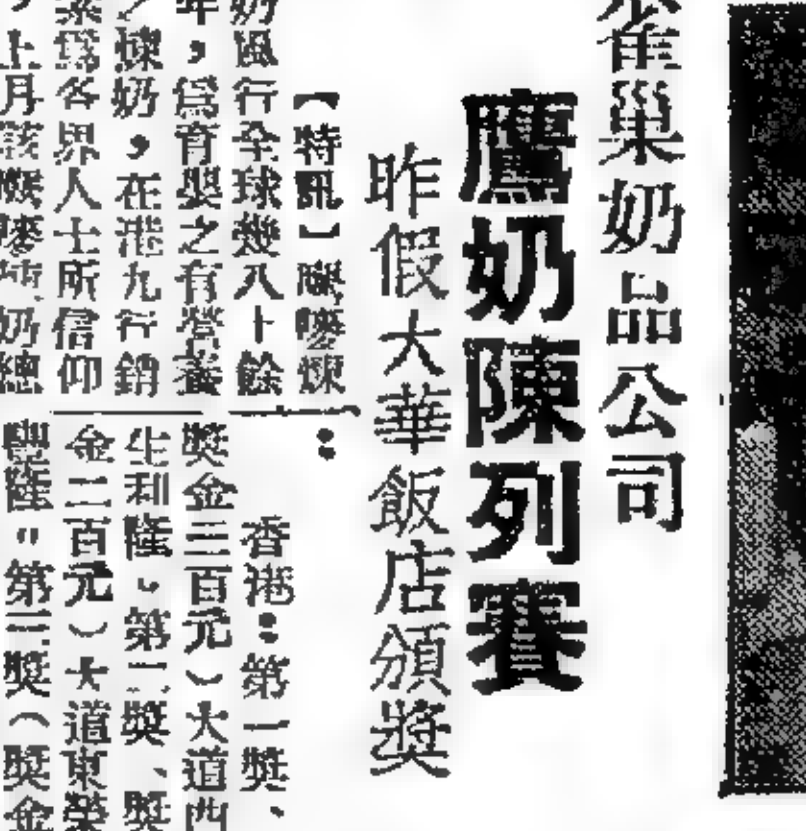 雀巢奶品公司
鷹奶陳列賽
昨假大華飯店頒獎
【特訊】鷹嘜煉
奶風行全球幾八十餘
年，爲育嬰之有營養
煉奶，在港九行銷
素爲各界人士所信仰
上月該鷹嘜煉奶總
：
香港：第一獎、
獎金三百元）大道西
生利隆、第二獎、獎
金二百元）大道東榮
隆"第三獎（獎金